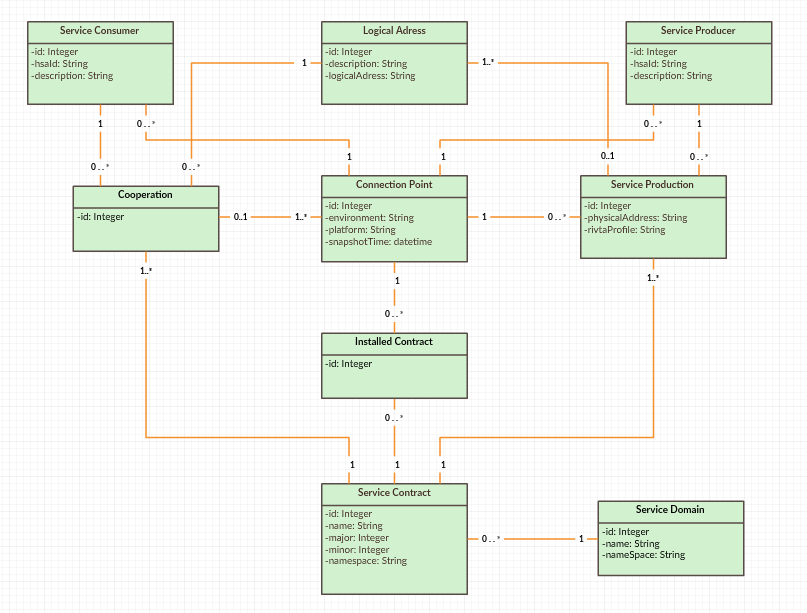 Service Consumer
-id: Integer
-hsaId: String
-description: String
Logical Adress
-id: Integer
-description: String
-logicalAdress: String
Service Producer
-id: Integer
-hsaId: String
-description: String
1
1..*
1
0..*
0..*
1
0..*
0..*
1
1
0..1
0..*
Cooperation
-id: Integer
Connection Point
-id: Integer
-environment: String
-platform: String
-snapshotTime: datetime
Service Production
-id: Integer
-physicalAddress: String
-rivtaProfile: String
0..1
1..*
1
0..*
1..*
1
1..*
0..*
Installed Contract
-id: Integer
0..*
1
1
1
Service Contract
-id: Integer
-name: String
-major: Integer
-minor: Integer
-namespace: String
0..*
1
Service Domain
-id: Integer
-name: String
-nameSpace: String